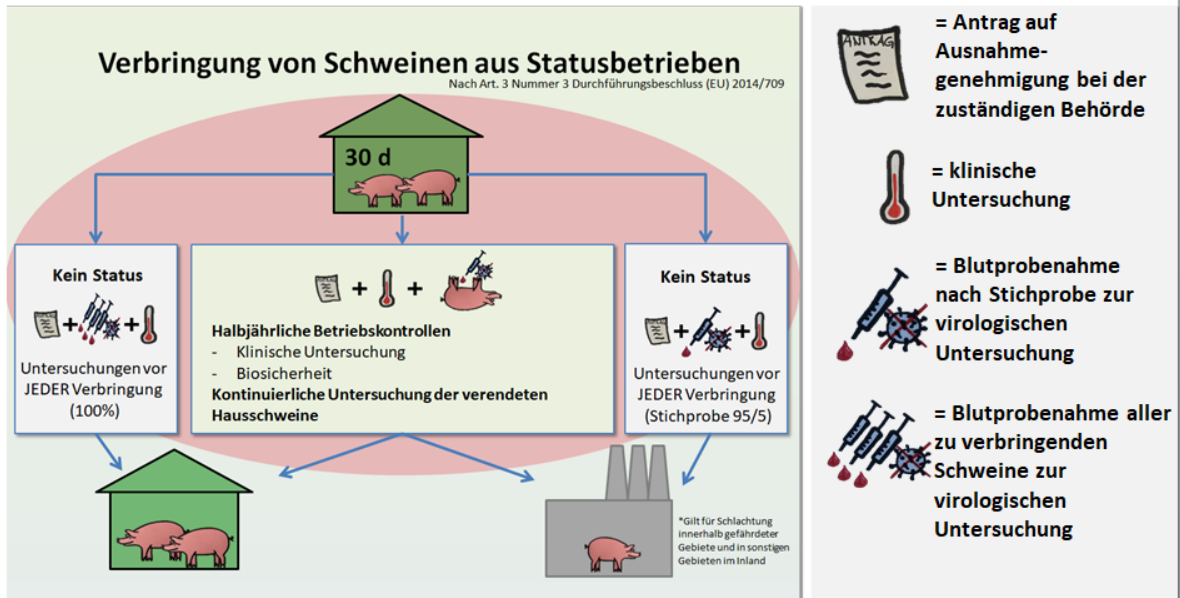 Verbringung von Schweinen aus Statusbetrieben
Nach Art. 3 Nummer 3 Durchführungsbeschluss (EU) 2014/709
30 d
Kein Status
Untersuchungen vor
JEDER Verbringung
(100%)
Halbjährliche Betriebskontrollen
- Klinische Untersuchung
- Biosicherheit
Kontinuierliche Untersuchung der verendeten
Hausschweine
Kein Status
Untersuchungen vor
JEDER Verbringung
(Stichprobe 95/5)
*Gilt für Schlachtung
innerhalb gefährdeter
Gebiete und in sonstigen
Gebieten im Inland
ANTRAG
= Antrag auf
Ausnahme-
genehmigung bei der
zuständigen Behörde
= klinische
Untersuchung
= Blutprobenahme
nach Stichprobe zur
virologischen
Untersuchung
= Blutprobenahme aller
zu verbringenden
Schweine zur
virologischen
Untersuchung